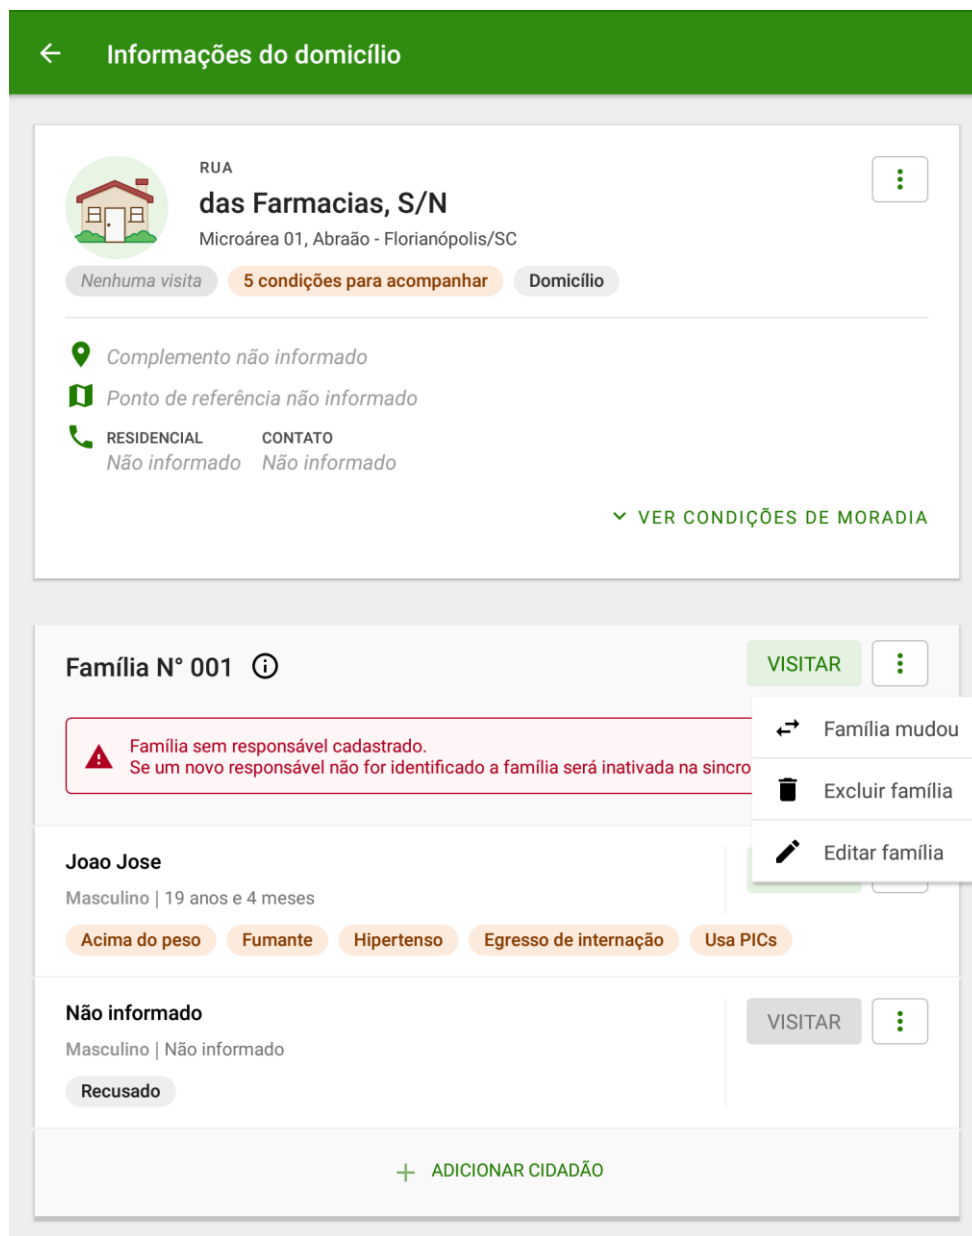 Informações do domicílio
RUA
das Farmacias, S/N
Microárea 01, Abraão - Florianópolis/SC
Nenhuma visita 5 condições para acompanhar Domicílio
Complemento não informado
Ponto de referência não informado
RESIDENCIAL CONTATO
Não informado Não informado
VER CONDIÇÕES DE MORADIA
Família N° 001 VISITAR
Família mudou
Excluir família
Editar família
Família sem responsável cadastrado.
Se um novo responsável não for identificado a família será inativada na sincro
Joao Jose
Masculino | 19 anos e 4 meses
Acima do peso Fumante Hipertenso Egresso de internação Usa PICs
Não informado VISITAR
Masculino | Não informado
Recusado
ADICIONAR CIDADÃO